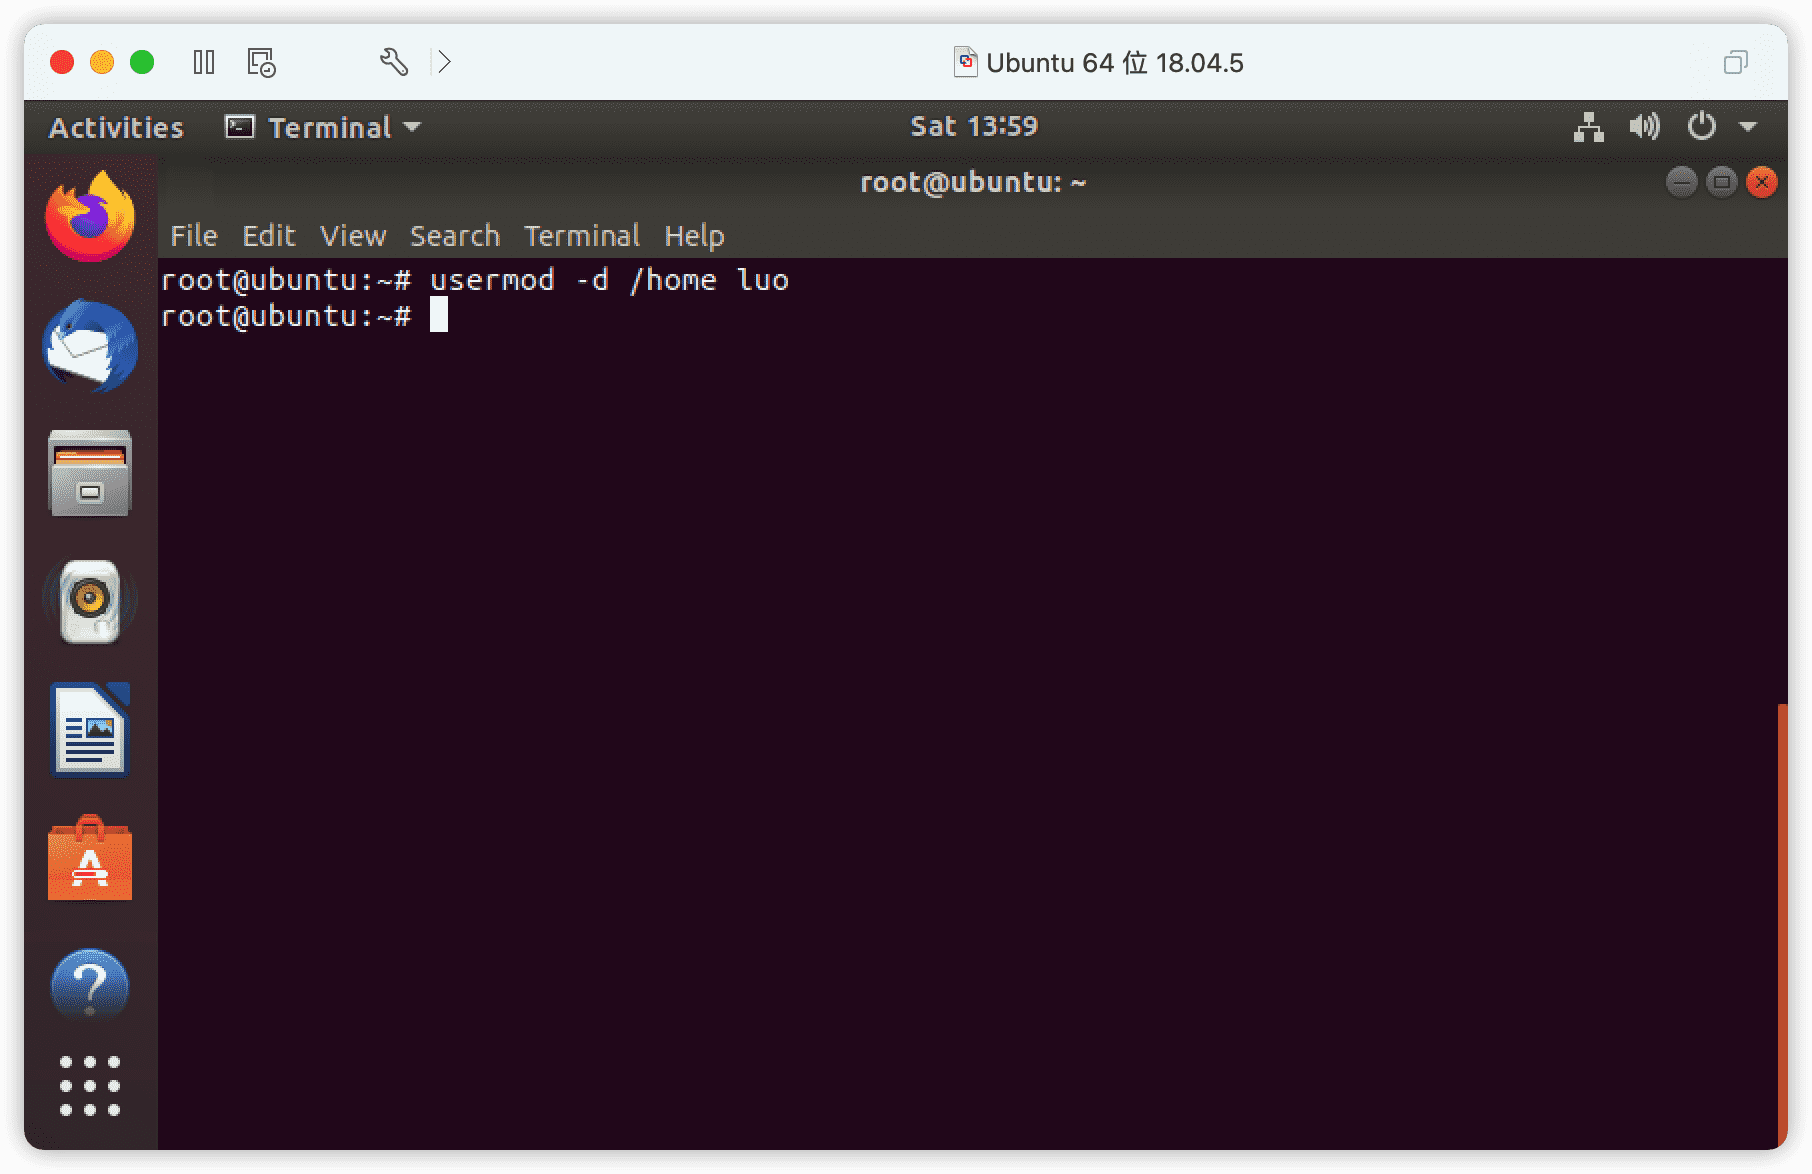 Ubuntu 64 位 18.04.5
Activities Terminal Sat 13:59
root@ubuntu: ~
File Edit View Search Terminal Help
root@ubuntu:~# usermod -d /home luo
root@ubuntu:~#